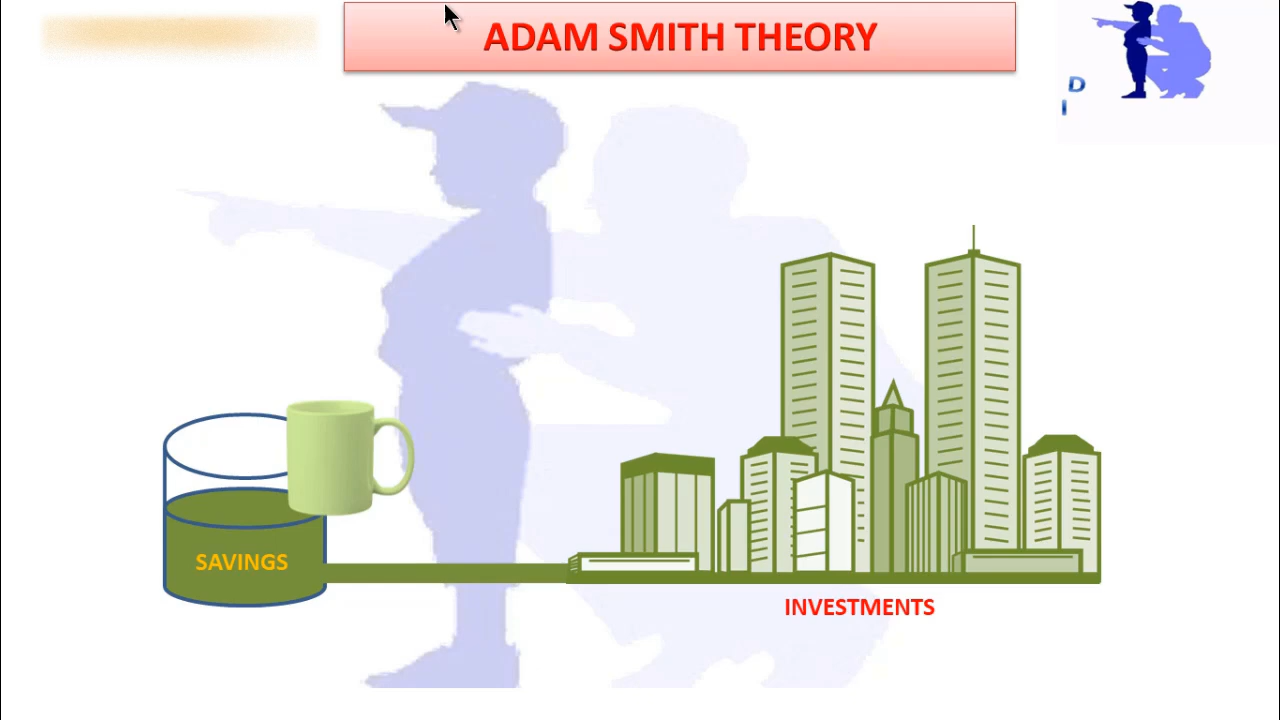 ADAM SMITH THEORY
D
I
SAVINGS
INVESTMENTS